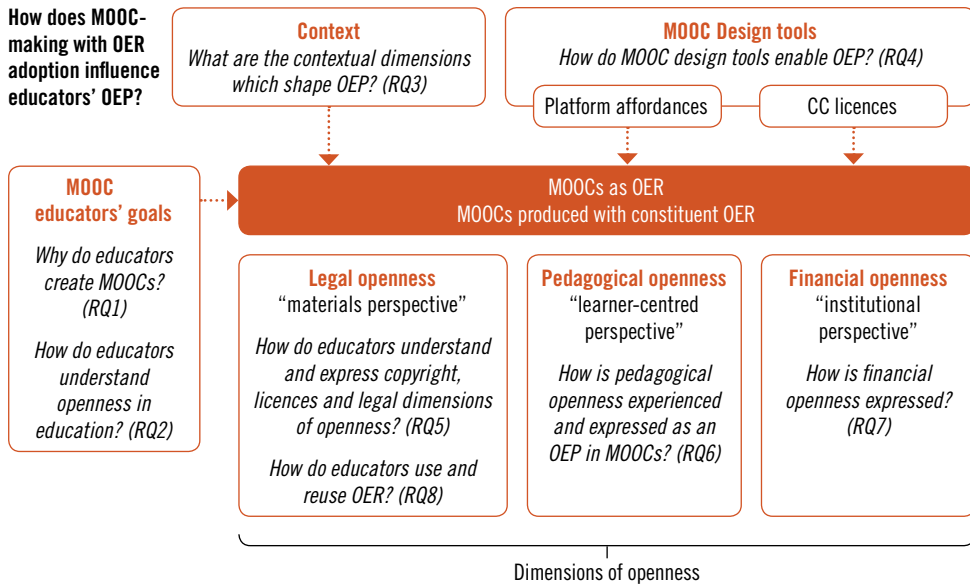 How does MOOC-
making with OER
adoption influence
educators' OEP?
Context
What are the contextual dimensions
which shape OEP? (RQ3)
MOOC Design tools
How do MOOC design tools enable OEP? (RQ4)
Platform affordances
CC licences
MOOC
educators' goals
Why do educators
create MOOCs?
(RQ1)
How do educators
understand
openness in
education? (RQ2)
MOOCs as OER
MOOCs produced with constituent OER
Legal openness
“materials perspective”
How do educators understand
and express copyright,
licences and legal dimensions
of openness? (RQ5)
How do educators use and
reuse OER? (RQ8)
Pedagogical openness
“learner-centred
perspective”
How is pedagogical
openness experienced
and expressed as an
OEP in MOOCs? (RQ6)
Financial openness
“institutional
perspective”
How is financial
openness expressed?
(RQ7)
Dimensions of openness